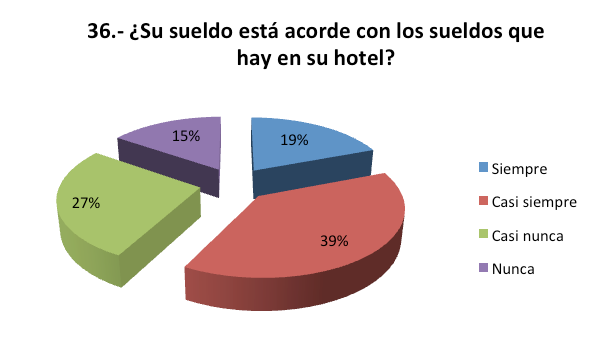 36.- ¿Su sueldo está acorde con los sueldos que
hay en su hotel?
15%
19%
27%
39%
Siempre
Casi siempre
Casi nunca
Nunca